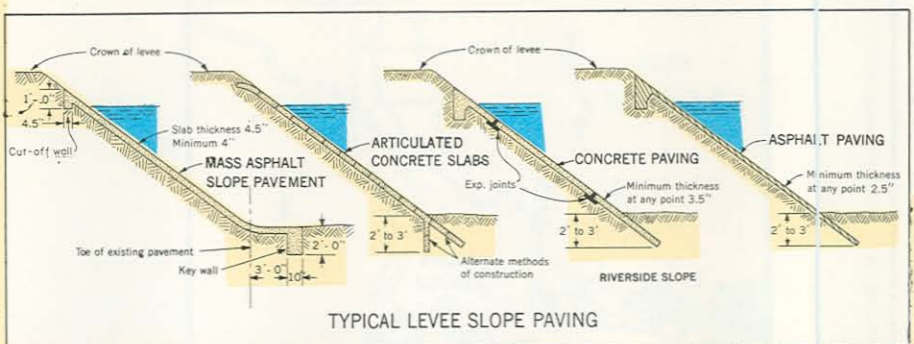 Crown of levee
Crown of levee
1'-0"
4.5"
Cut-off wall
Slab thickness 4.5"
Minimum 4"
MASS ASPHALT
SLOPE PAVEMENT
Toe of existing pavement
Key wall
3'-0"
10"
2'-0"
ARTICULATED
CONCRETE SLABS
2' to 3'
Alternate methods
of construction
Exp. joints
CONCRETE PAVING
Minimum thickness
at any point 3.5"
2' to 3'
RIVERSIDE SLOPE
ASPHALT PAVING
Minimum thickness
at any point 2.5"
2' to 3'
TYPICAL LEVEE SLOPE PAVING